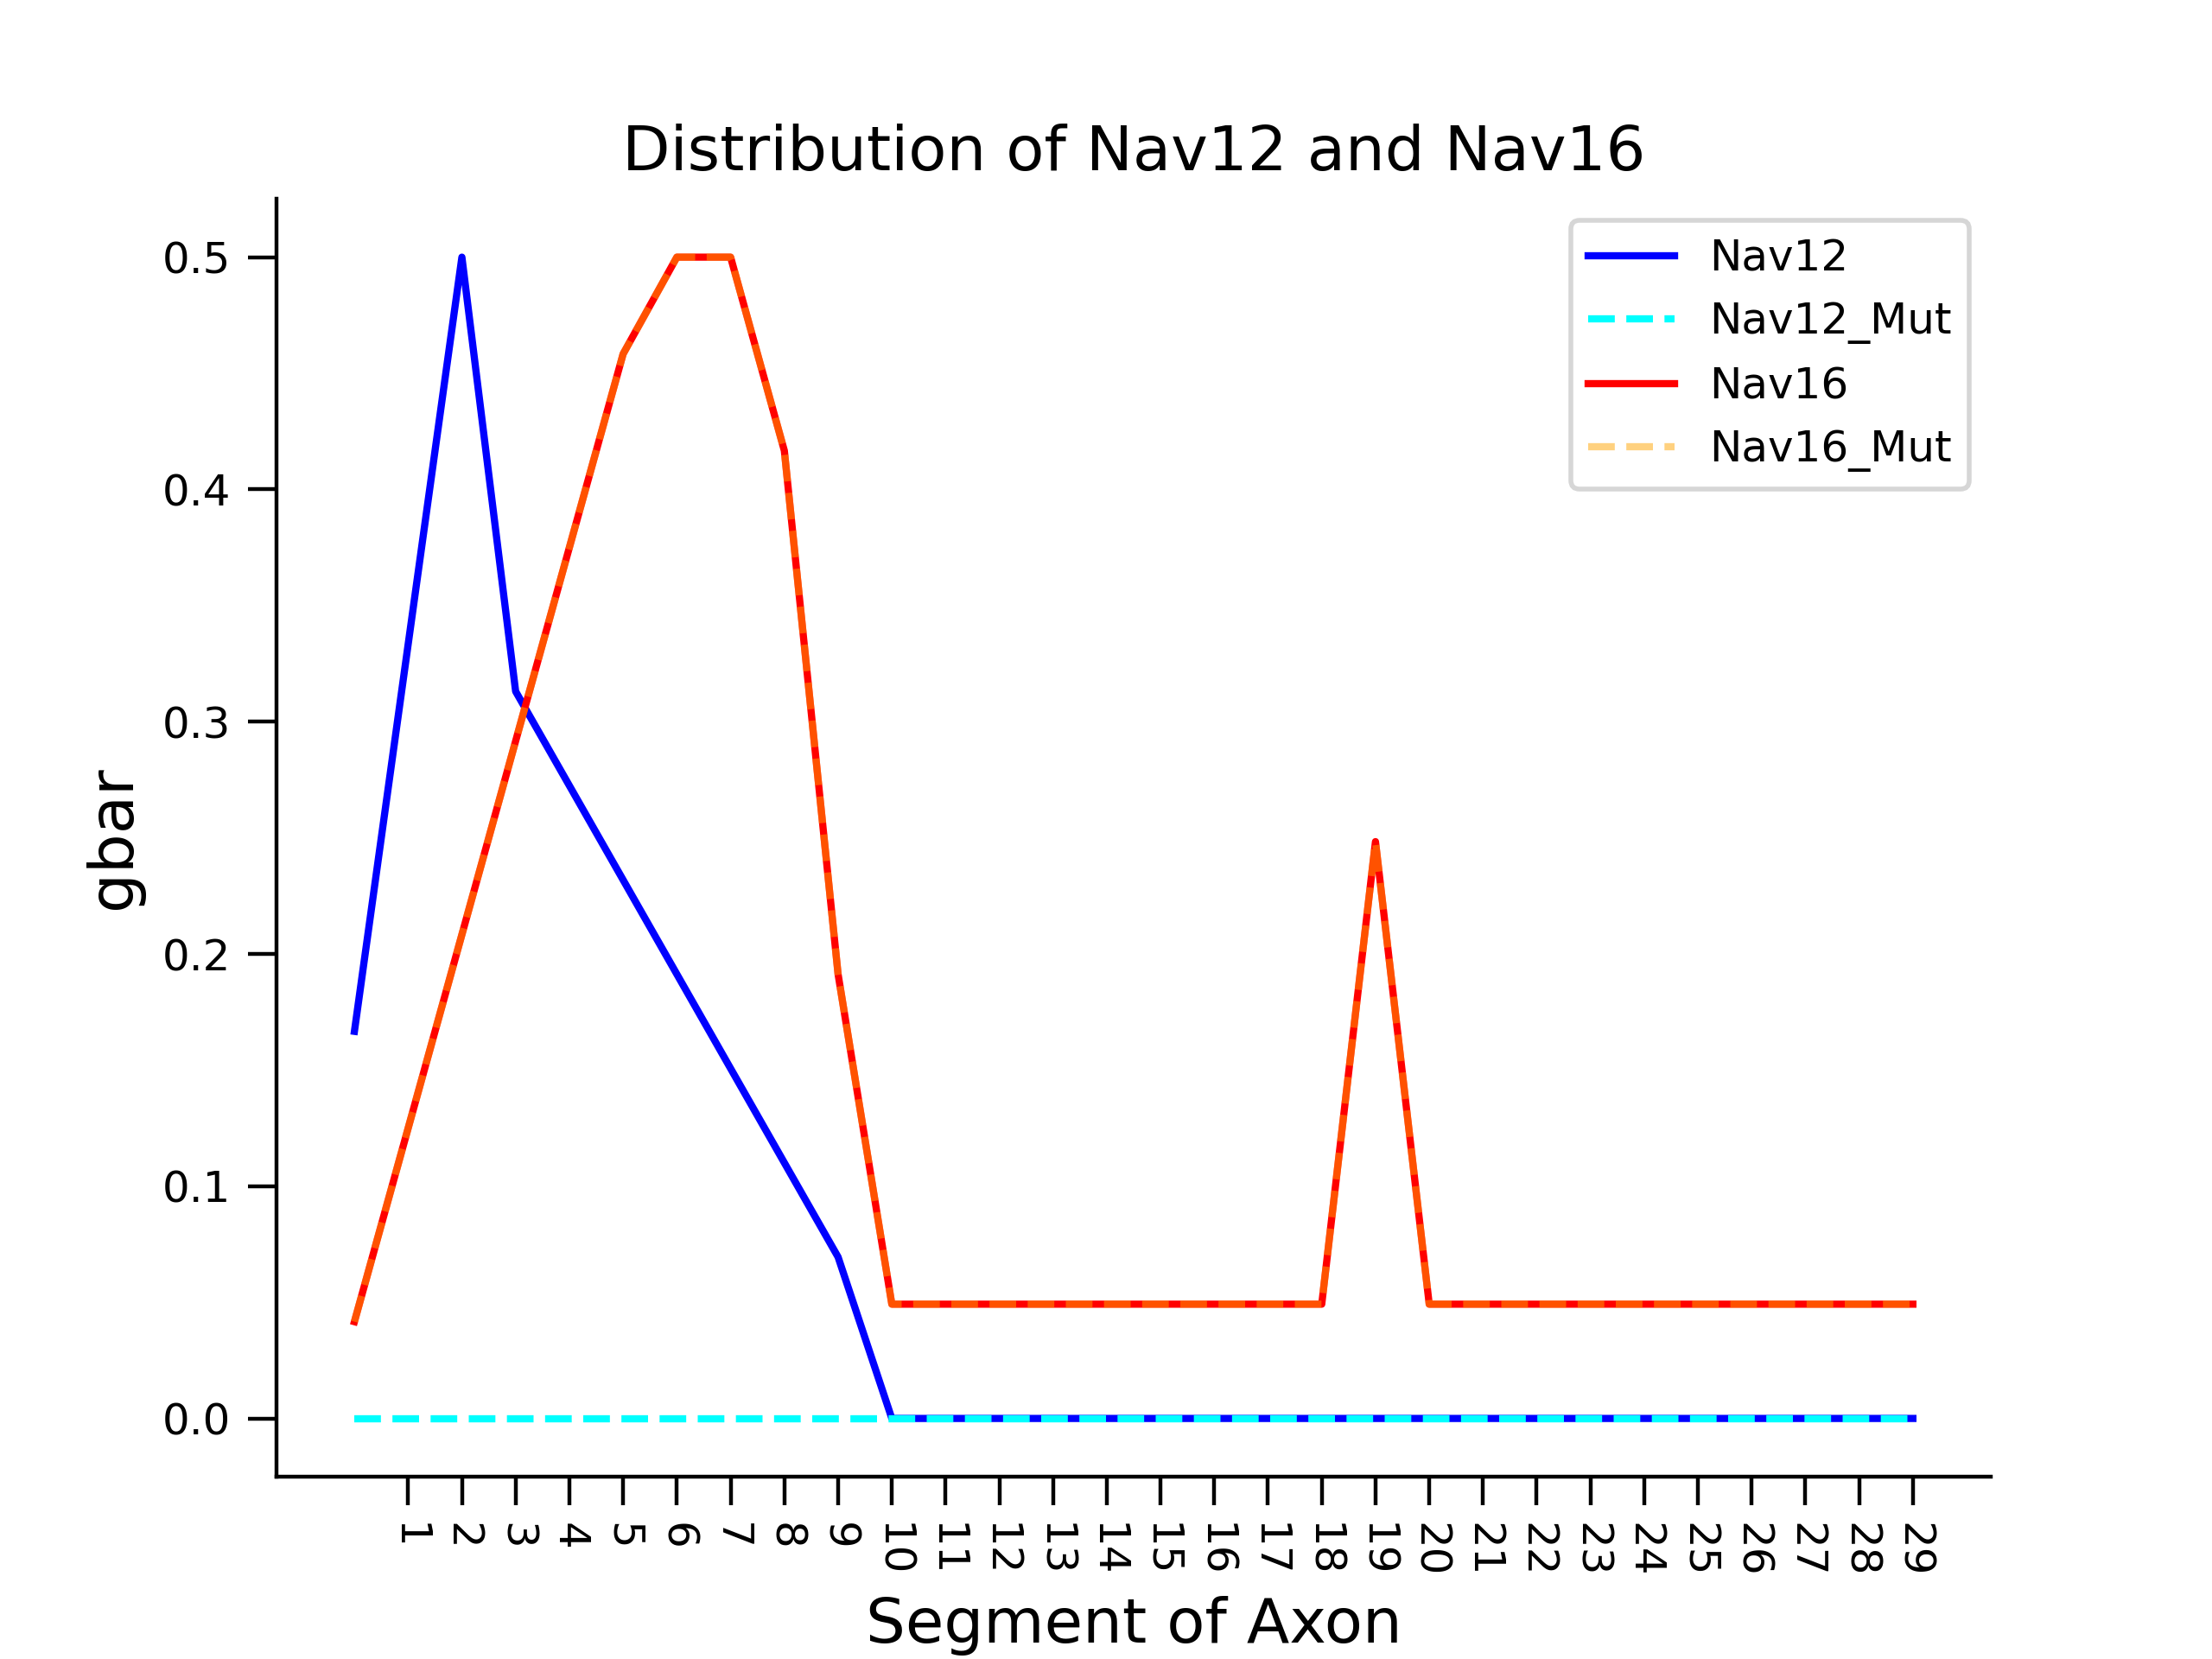 Distribution of Nav12 and Nav16
Nav12
Nav12_Mut
Nav16
Nav16_Mut
0.5
0.4
0.3
0.2
0.1
0.0
gbar
1 2 3 4 5 6 7 8 9 10 11 12 13 14 15 16 17 18 19 20 21 22 23 24 25 26 27 28 29
Segment of Axon